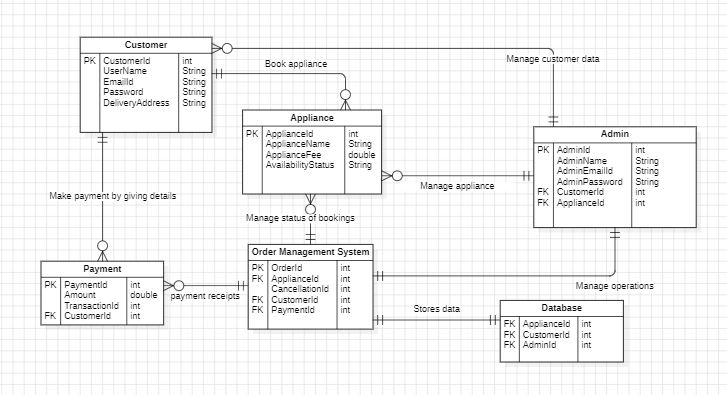 Customer
PK CustomerId int
UserName String
EmailId String
Password String
DeliveryAddress String
Book appliance
Manage customer data
Appliance
PK ApplianceId int
ApplianceName String
ApplianceFee double
AvailabilityStatus String
Admin
PK AdminId int
AdminName String
AdminEmailId String
AdminPassword String
FK CustomerId int
FK ApplianceId int
Manage appliance
Make payment by giving details
Manage status of bookings
Order Management System
PK OrderId int
FK ApplianceId int
CancellationId int
FK CustomerId int
FK PaymentId int
Payment
PK PaymentId int
Amount double
TransactionId int
FK CustomerId int
payment receipts
Manage operations
Stores data
Database
FK ApplianceId int
FK CustomerId int
FK AdminId int